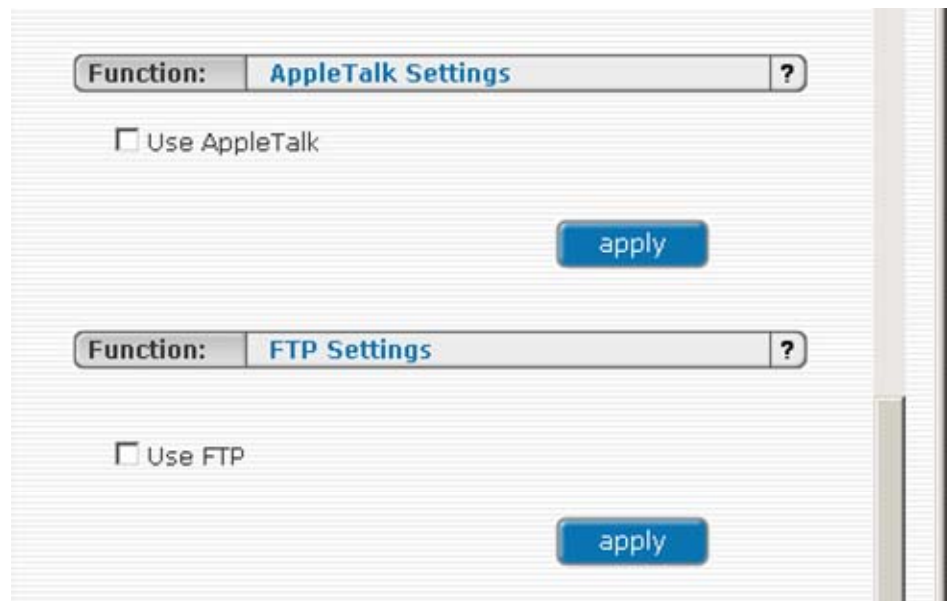 Function: AppleTalk Settings ?
Use AppleTalk
apply
Function: FTP Settings ?
Use FTP
apply